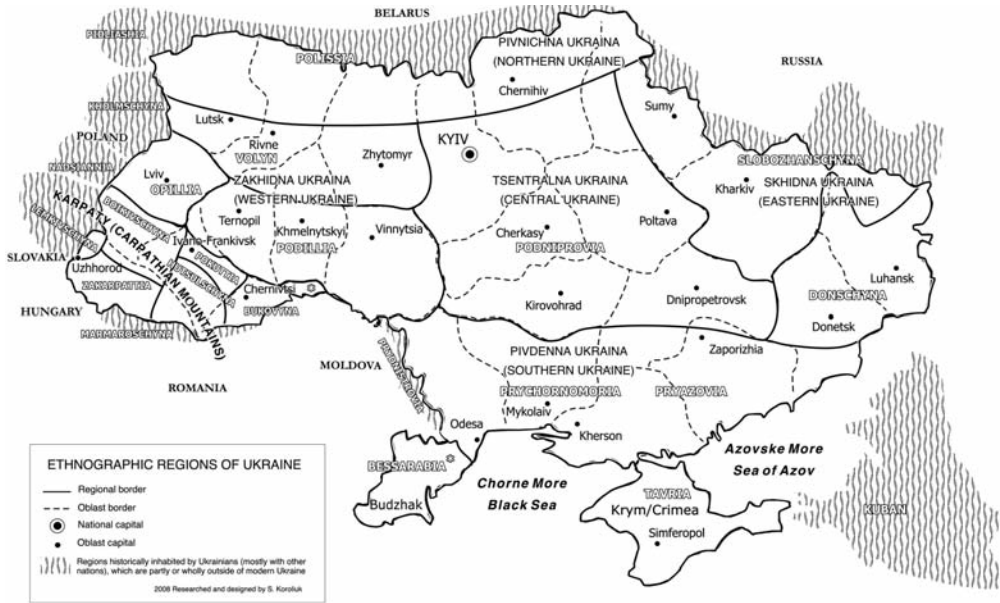 BELARUS
PIDLIASHIA
PIVNICHNA UKRAINA
(NORTHERN UKRAINE)
POLISSIA
RUSSIA
Chernihiv
KHOLMSCHYNA
Sumy
Lutsk
POLAND
Rivne
VOLYN
KYIV
Zhytomyr
NADSIANNIA
SLOBOZHANSCHYNA
Lviv
OPILLIA
ZAKHIDNA UKRAINA
(WESTERN UKRAINE)
TSENTRALNA UKRAINA
(CENTRAL UKRAINE)
Kharkiv
SKHIDNA UKRAINA
(EASTERN UKRAINE)
BOIKIVSCHYNA
LEMKIVSCHYNA
KARPATY (CARPATHIAN MOUNTAINS)
Ternopil
Khmelnytskyi
Vinnytsia
Poltava
Cherkasy
PODNIPROVIA
Ivano-Frankivsk
PODILLIA
SLOVAKIA
Uzhhorod
POKUTTIA
HUTSULSCHYNA
Luhansk
ZAKARPATTIA
Chernivtsi
BUKOVYNA
Kirovohrad
Dnipropetrovsk
DONSCHYNA
HUNGARY
Donetsk
MARMAROSCHYNA
PRYDNISTROVIA
MOLDOVA
PIVDENNA UKRAINA
(SOUTHERN UKRAINE)
Zaporizhia
ROMANIA
PRYCHORNOMORIA
PRYAZOVIA
Mykolaiv
Odesa
Kherson
BESSARABIA
Azovske More
Sea of Azov
Chorne More
Black Sea
Budzhak
TAVRIA
Krym/Crimea
KUBAN
Simferopol
ETHNOGRAPHIC REGIONS OF UKRAINE
Regional border
Oblast border
National capital
Oblast capital
Regions historically inhabited by Ukrainians (mostly with other
nations), which are partly or wholly outside of modern Ukraine
2008 Researched and designed by S. Koroliuk